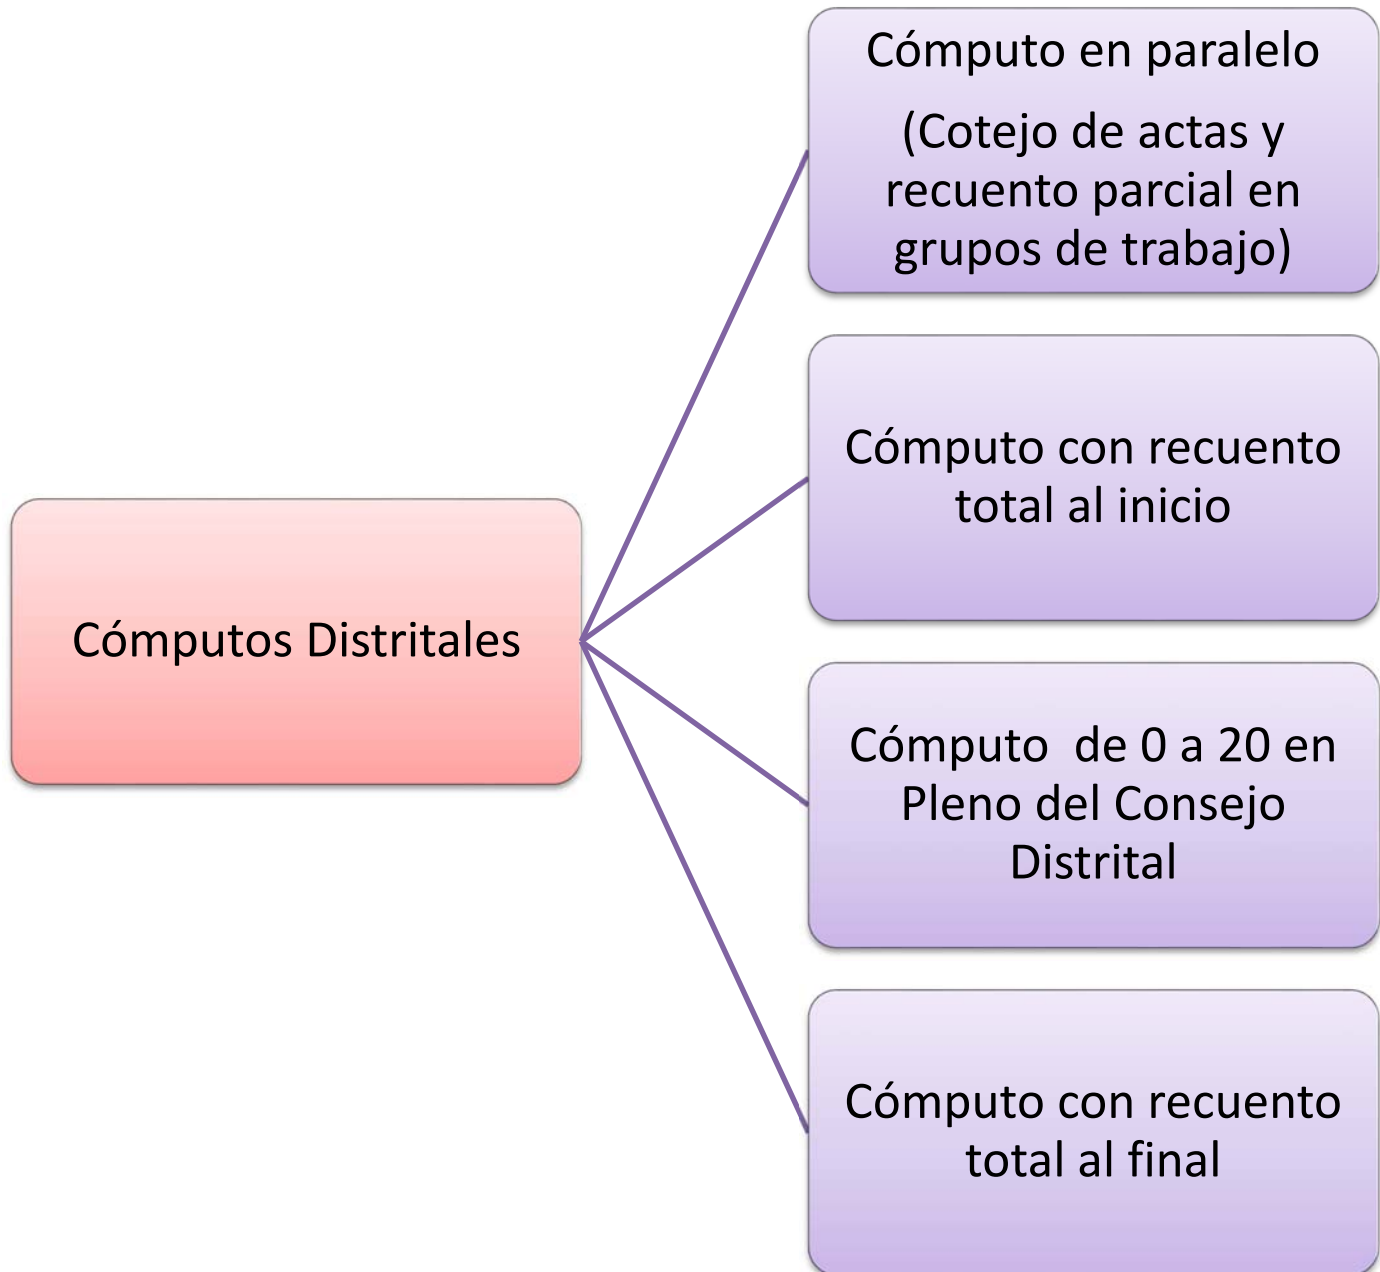 Cómputo en paralelo
(Cotejo de actas y
recuento parcial en
grupos de trabajo)
Cómputo con recuento
total al inicio
Cómputos Distritales
Cómputo  de 0 a 20 en
Pleno del Consejo
Distrital
Cómputo con recuento
total al final